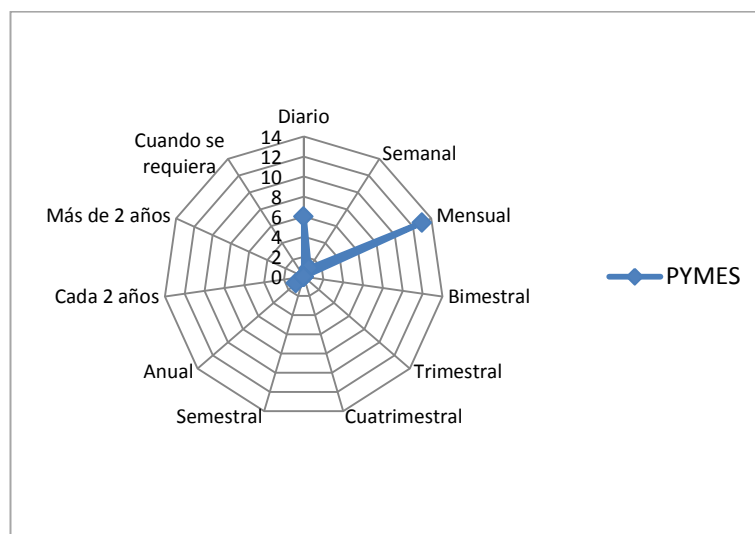 Diario
Semanal
Mensual
Bimestral
Trimestral
Cuatrimestral
Semestral
Anual
Cada 2 años
Más de 2 años
Cuando se
requiera
14
12
10
8
6
4
2
0
PYMES